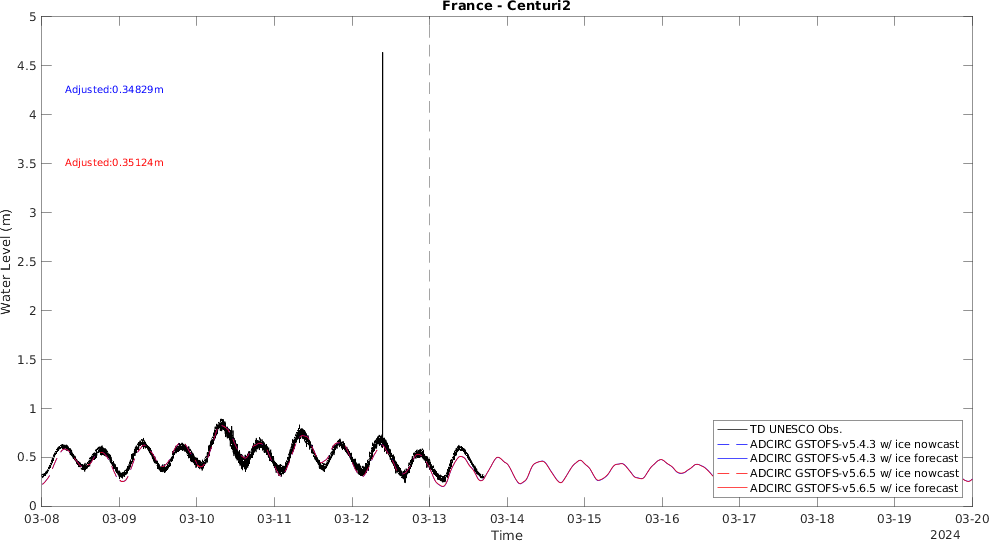 France - Centuri2
5
4.5
4
3.5
3
2.5
2
1.5
1
0.5
0
Water Level (m)
Adjusted:0.34829m
Adjusted:0.35124m
TD UNESCO Obs.
ADCIRC GSTOFS-v5.4.3 w/ ice nowcast
ADCIRC GSTOFS-v5.4.3 w/ ice forecast
ADCIRC GSTOFS-v5.6.5 w/ ice nowcast
ADCIRC GSTOFS-v5.6.5 w/ ice forecast
03-08 03-09 03-10 03-11 03-12 03-13 03-14 03-15 03-16 03-17 03-18 03-19 03-20
Time
2024